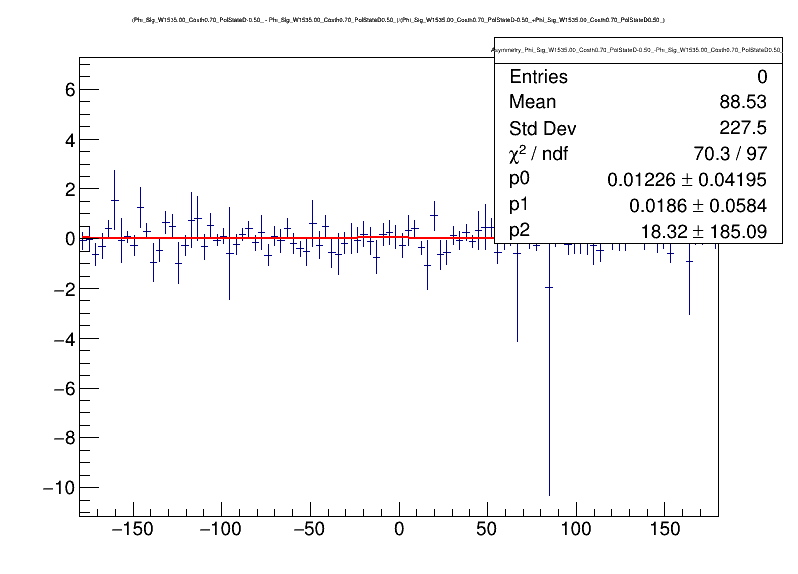 (Phi_Sig_W1535.00_Costh0.70_PolStateD-0.50_ - Phi_Sig_W1535.00_Costh0.70_PolStateD0.50_)/(Phi_Sig_W1535.00_Costh0.70_PolStateD0.50_+Phi_Sig_W1535.00_Costh0.70_PolStateD0.50_)
Asymmetry_Phi_Sig_W1535.00_Costh0.70_PolStateD-0.50_-Phi_Sig_W1535.00_Costh0.70_PolStateD0.50_
Entries 0
Mean 88.53
Std Dev 227.5
χ² / ndf 70.3 / 97
p0 0.01226 ± 0.04195
p1 0.0186 ± 0.0584
p2 18.32 ± 185.09
6
4
2
0
−2
−4
−6
−8
−10
−150 −100 −50 0 50 100 150